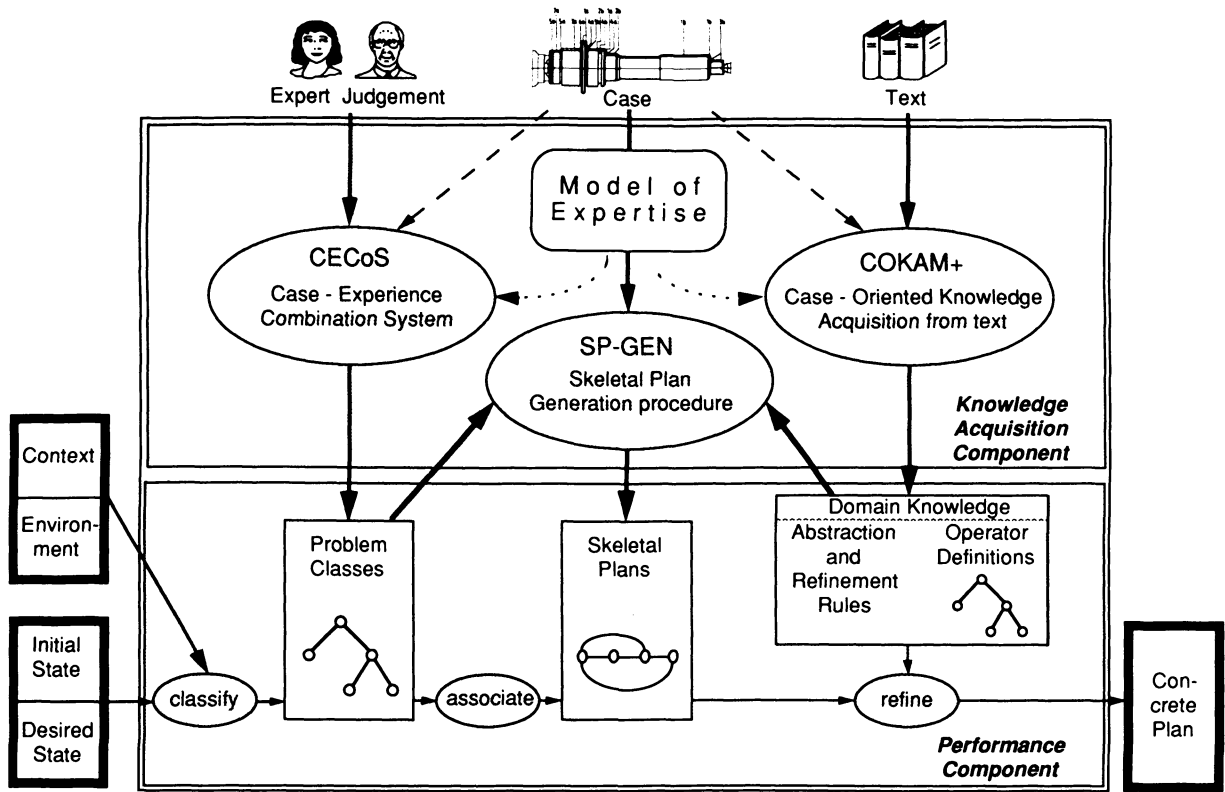 Expert Judgement
Case
Text
Model of
Expertise
CECoS
Case - Experience
Combination System
COKAM+
Case - Oriented Knowledge
Acquisition from text
SP-GEN
Skeletal Plan
Generation procedure
Knowledge
Acquisition
Component
Context
Environ-
ment
Problem
Classes
Skeletal
Plans
Domain Knowledge
Abstraction
and
Refinement
Rules
Operator
Definitions
Initial
State
Desired
State
classify
associate
refine
Con-
crete
Plan
Performance
Component